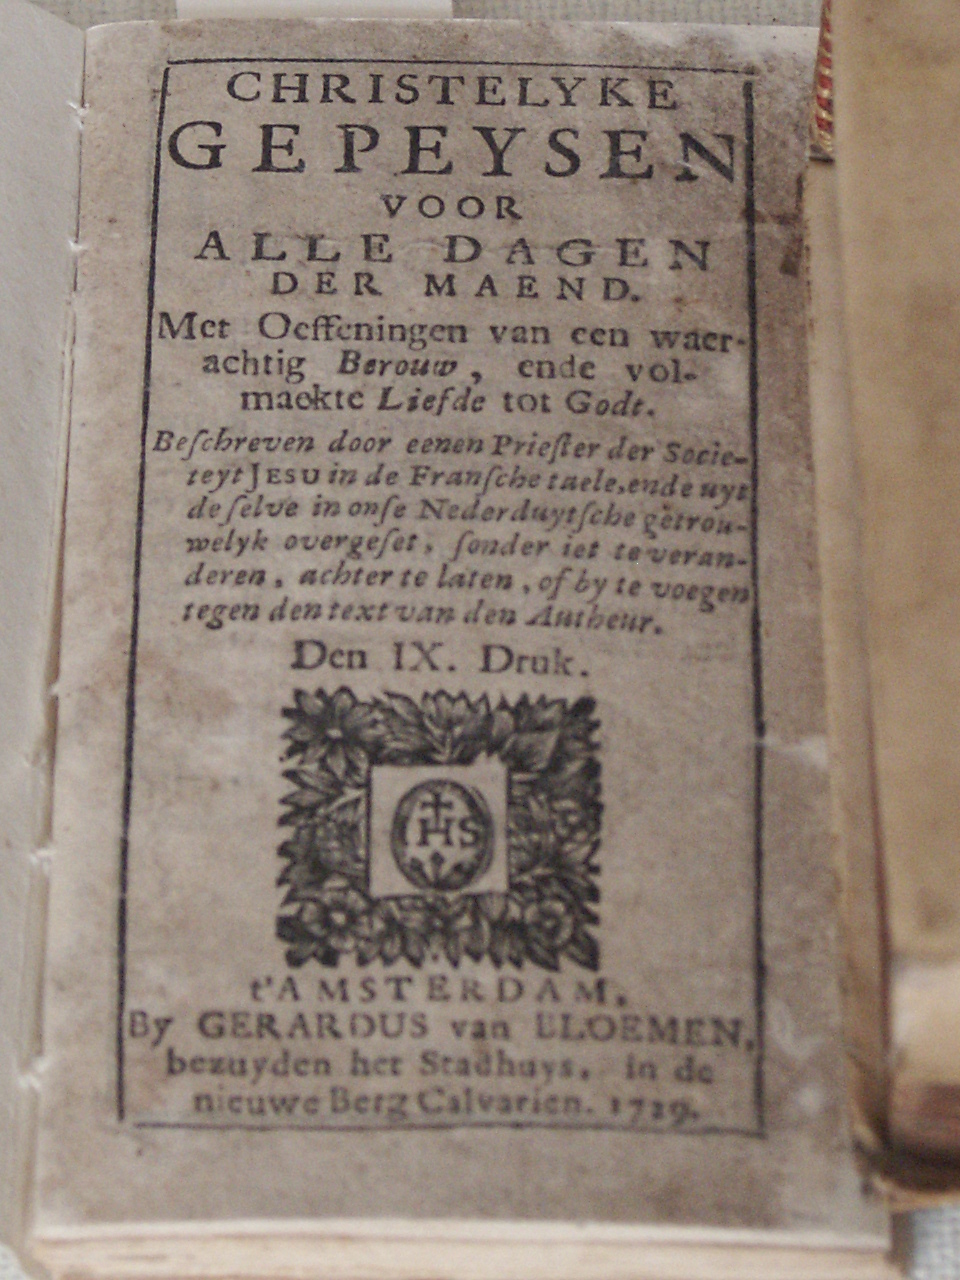 CHRISTELYKE
GEPEYSEN
VOOR
ALLE DAGEN
DER MAEND.
Met Oeffeningen van een waer-
achtig Berouw, ende vol-
maekte Liefde tot Godt.
Beſchreven door eenen Prieſter der Socie-
teyt JESU in de Franſche taele, ende uyt
de ſelve in onſe Nederduytſche getrou-
welyk overgeſet, ſonder iet te veran-
deren, achter te laten, of by te voegen
tegen den text van den Autheur.
Den IX. Druk.
IHS
t'AMSTERDAM.
By GERARDUS van BLOEMEN,
bezuyden het Stadhuys, in de
nieuwe Berg Calvarien. 1729.